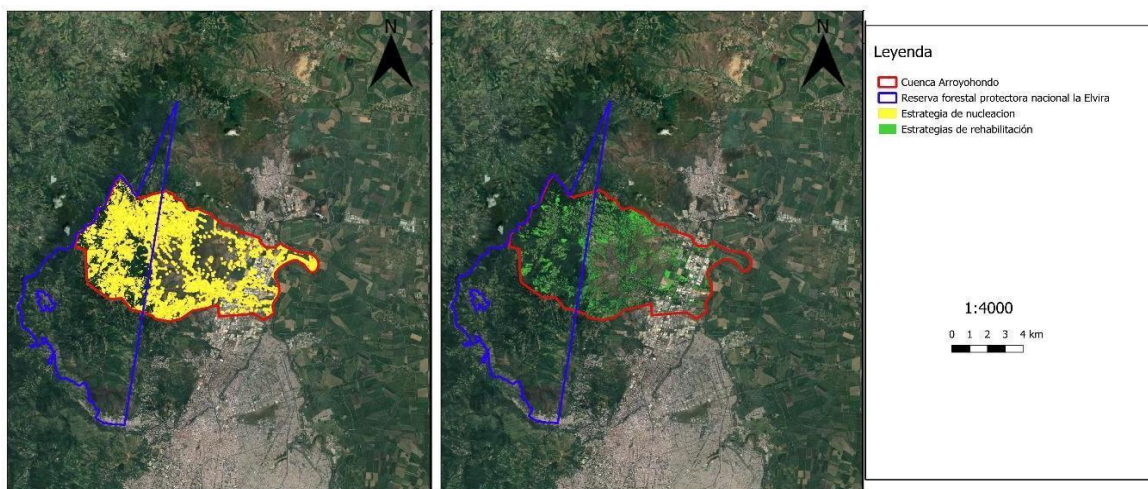 N
N
Leyenda
Cuenca Arroyohondo
Reserva forestal protectora nacional la Elvira
Estrategia de nucleacion
Estrategias de rehabilitación
1:4000
0 1 2 3 4 km